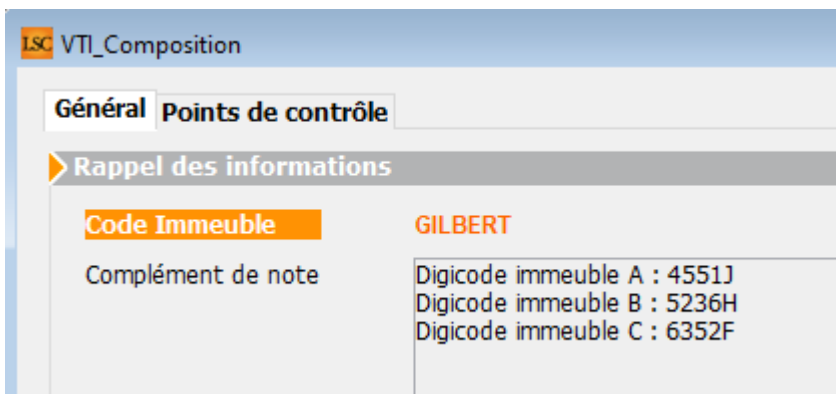 LSC VTI_Composition
Général Points de contrôle
Rappel des informations
Code Immeuble GILBERT
Complément de note Digicode immeuble A : 4551J
Digicode immeuble B : 5236H
Digicode immeuble C : 6352F